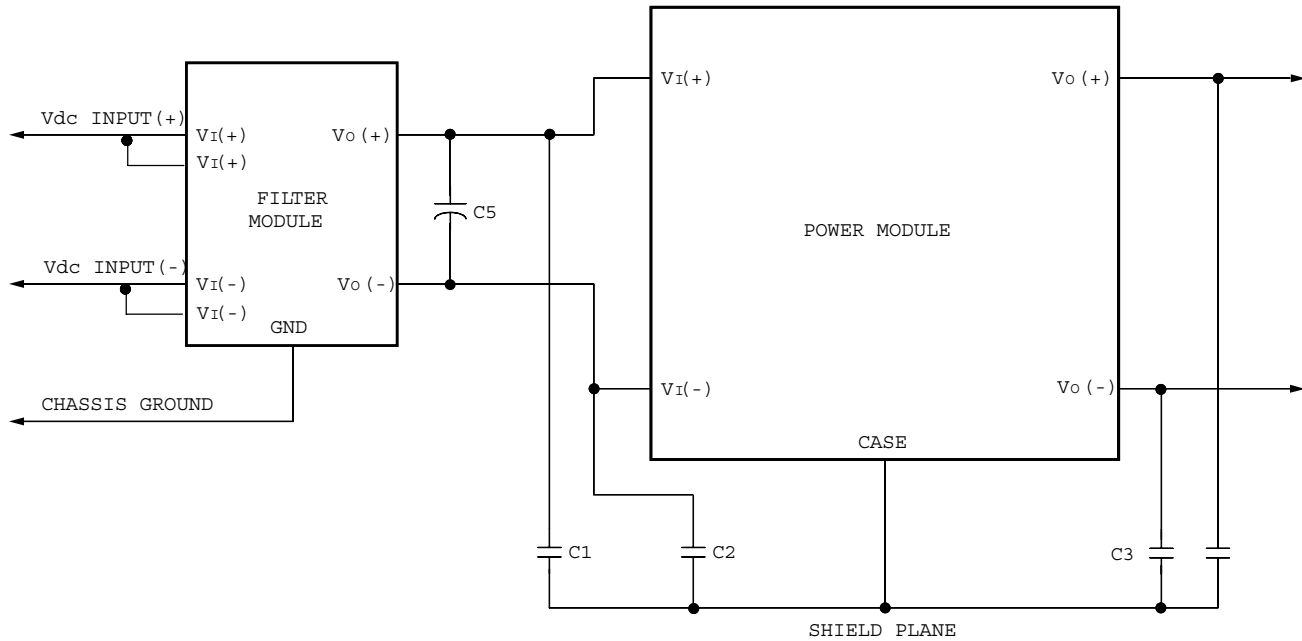 Vdc INPUT(+)
VI(+)
VI(+)
VO(+)
FILTER
MODULE
C5
Vdc INPUT(-)
VI(-)
VI(-)
VO(-)
GND
CHASSIS GROUND
VI(+)
VO(+)
POWER MODULE
VI(-)
VO(-)
CASE
C1
C2
C3
SHIELD PLANE